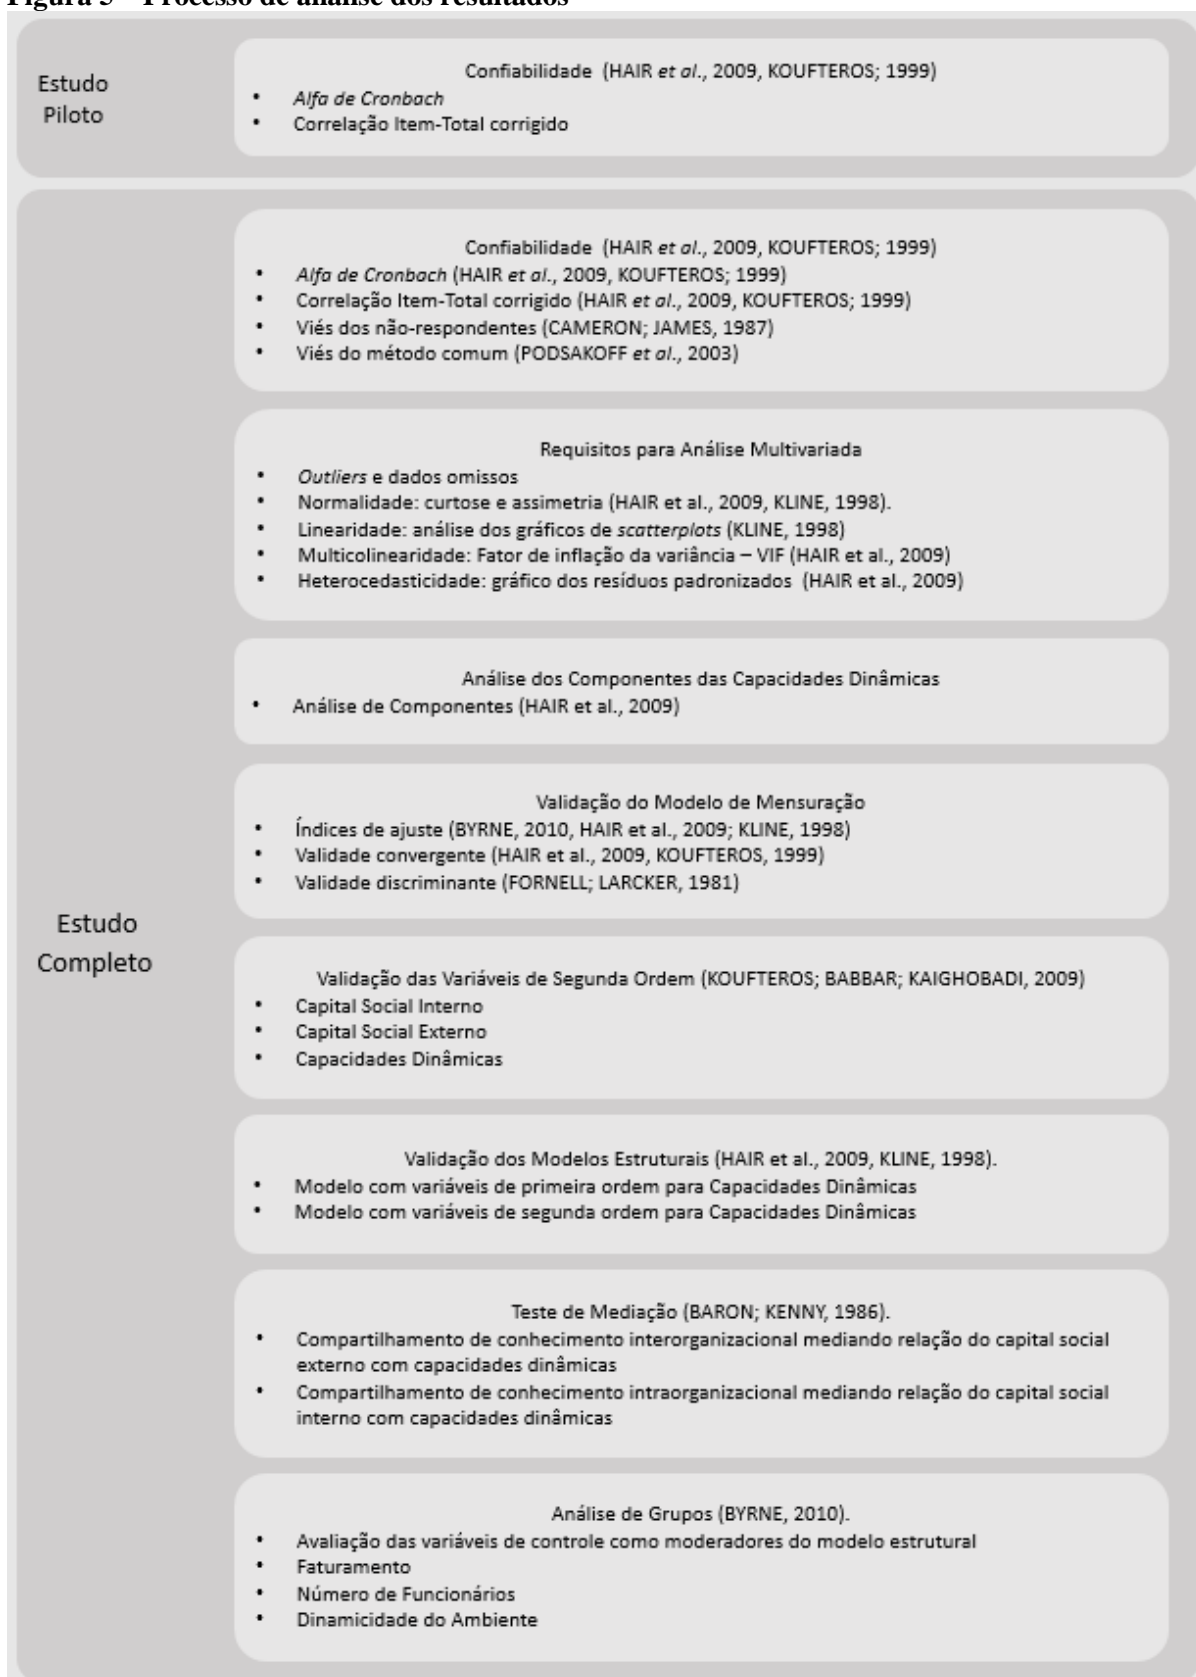 Figura 5 – Processo de análise dos resultados
Estudo
Piloto
Confiabilidade (HAIR et al., 2009, KOUFTEROS; 1999)
• Alfa de Cronbach
• Correlação Item-Total corrigido
Estudo
Completo
Confiabilidade (HAIR et al., 2009, KOUFTEROS; 1999)
• Alfa de Cronbach (HAIR et al., 2009, KOUFTEROS; 1999)
• Correlação Item-Total corrigido (HAIR et al., 2009, KOUFTEROS; 1999)
• Viés dos não-respondentes (CAMERON; JAMES, 1987)
• Viés do método comum (PODSAKOFF et al., 2003)
Requisitos para Análise Multivariada
• Outliers e dados omissos
• Normalidade: curtose e assimetria (HAIR et al., 2009, KLINE, 1998).
• Linearidade: análise dos gráficos de scatterplots (KLINE, 1998)
• Multicolinearidade: Fator de inflação da variância – VIF (HAIR et al., 2009)
• Heterocedasticidade: gráfico dos resíduos padronizados (HAIR et al., 2009)
Análise dos Componentes das Capacidades Dinâmicas
• Análise de Componentes (HAIR et al., 2009)
Validação do Modelo de Mensuração
• Índices de ajuste (BYRNE, 2010, HAIR et al., 2009; KLINE, 1998)
• Validade convergente (HAIR et al., 2009, KOUFTEROS, 1999)
• Validade discriminante (FORNELL; LARCKER, 1981)
Validação das Variáveis de Segunda Ordem (KOUFTEROS; BABBAR; KAIGHOBADI, 2009)
• Capital Social Interno
• Capital Social Externo
• Capacidades Dinâmicas
Validação dos Modelos Estruturais (HAIR et al., 2009, KLINE, 1998).
• Modelo com variáveis de primeira ordem para Capacidades Dinâmicas
• Modelo com variáveis de segunda ordem para Capacidades Dinâmicas
Teste de Mediação (BARON; KENNY, 1986).
• Compartilhamento de conhecimento interorganizacional mediando relação do capital social
externo com capacidades dinâmicas
• Compartilhamento de conhecimento intraorganizacional mediando relação do capital social
interno com capacidades dinâmicas
Análise de Grupos (BYRNE, 2010).
• Avaliação das variáveis de controle como moderadores do modelo estrutural
• Faturamento
• Número de Funcionários
• Dinamicidade do Ambiente